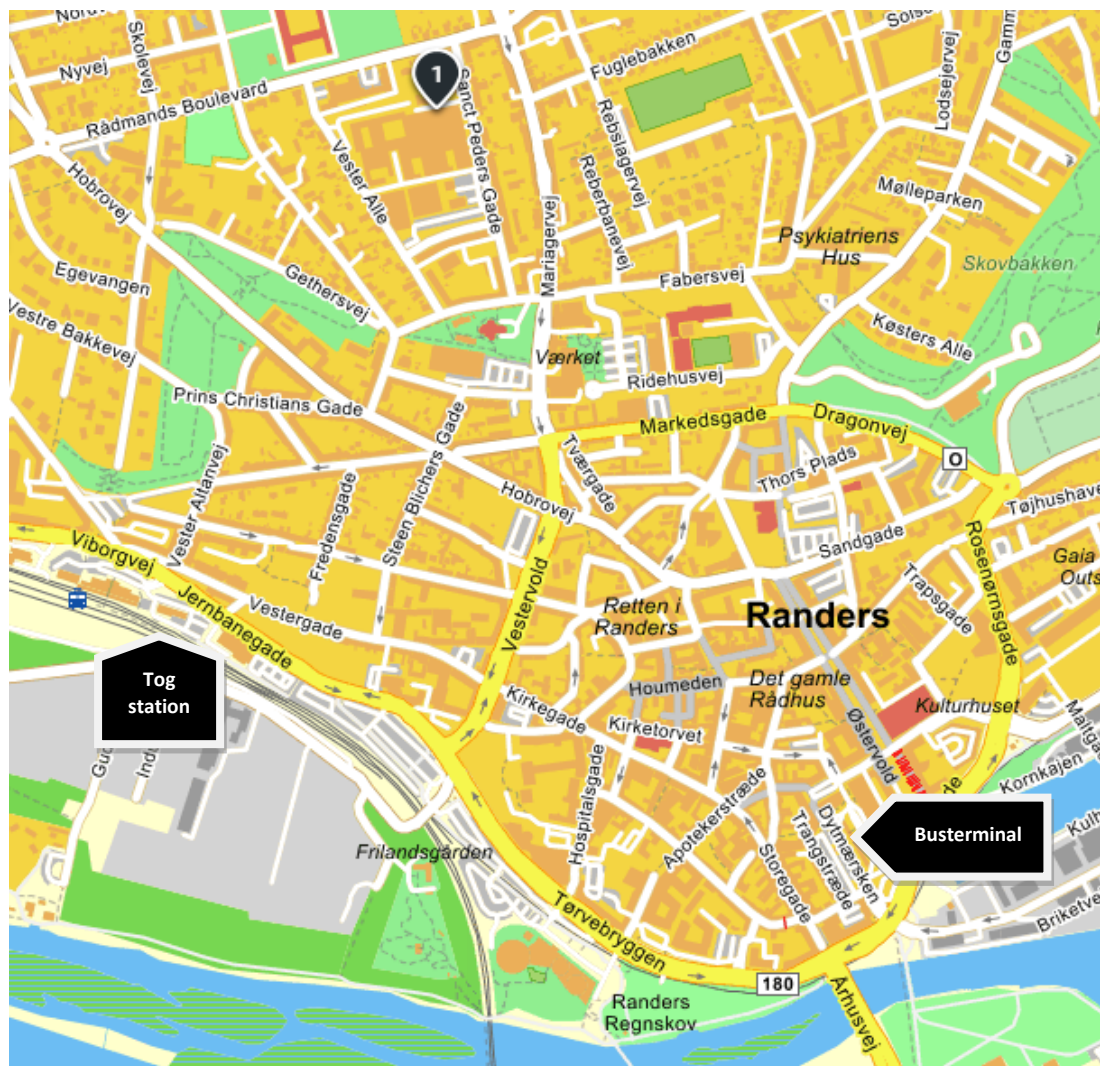 Skolevej
Nyvej
Rådmands Boulevard
1
Sanct Peders Gade
Fuglebakken
Rebslagervej
Lodsejervej
Hobrovej
Vester Alle
Mariagervej
Reberbanevej
Mølleparken
Psykiatriens
Hus
Skovbakken
Egevangen
Gethersvej
Fabersvej
Vestre Bakkevej
Køsters Alle
Værket
Ridehusvej
Prins Christians Gade
Markedsgade
Dragonvej
Steen Blichers Gade
Tværgade
Thors Plads
O
Vester Altanvej
Fredensgade
Hobrovej
Sandgade
Rosenørnsgade
Viborgvej
Jernbanegade
Vestergade
Vestervold
Retten i
Randers
Randers
Trapsgade
Gaia
Tog
station
Houmeden
Det gamle
Rådhus
Kirkegade
Kirketorvet
Østervold
Kulturhuset
Kornkajen
Hospitalsgade
Apotekerstræde
Storegade
Trangstræde
Dytmærsken
Busterminal
Frilandsgården
Tørvebryggen
180
Randers
Regnskov
Århusvej